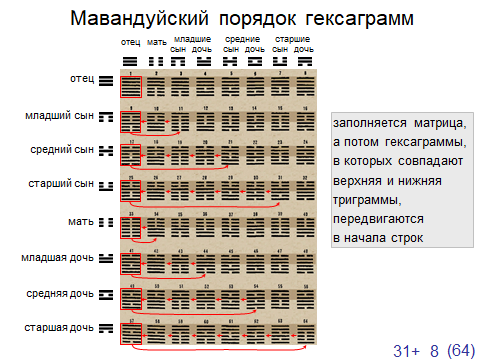 Мавандуйский порядок гексаграмм
отец мать младшие сын дочь средние сын дочь старшие сын дочь
отец
младший сын
средний сын
старший сын
мать
младшая дочь
средняя дочь
старшая дочь
заполняется матрица,
а потом гексаграммы,
в которых совпадают
верхняя и нижняя
триграммы,
передвигаются
в начала строк
31+ 8 (64)